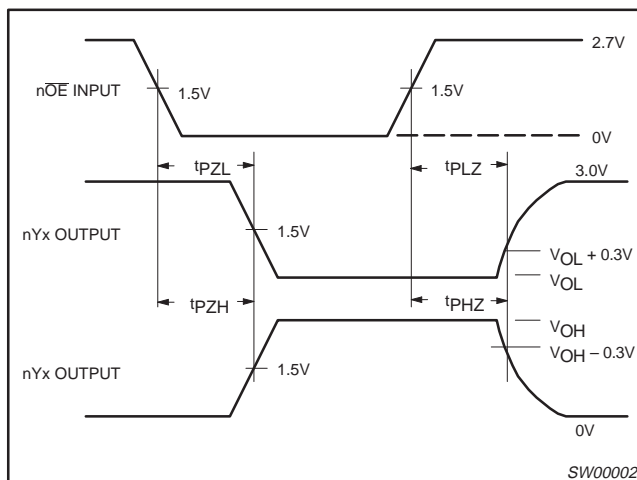 2.7V
nOE INPUT
1.5V
1.5V
0V
tPZL
tPLZ
3.0V
nYx OUTPUT
1.5V
VOL + 0.3V
VOL
tPZH
tPHZ
VOH
VOH – 0.3V
nYx OUTPUT
1.5V
0V
SW00002